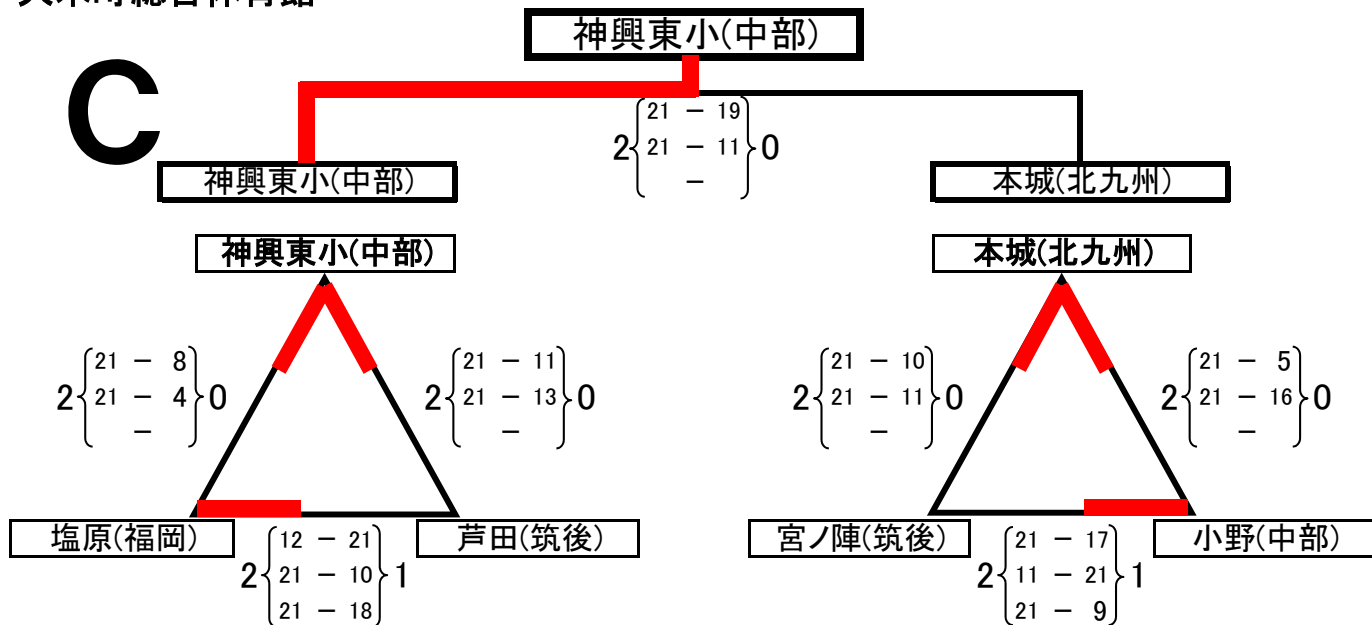 神興東小(中部)
C
21 － 19
2 21 － 11 0
－
神興東小(中部)
本城(北九州)
神興東小(中部)
本城(北九州)
21 － 8
2 21 － 4 0
－
21 － 11
2 21 － 13 0
－
21 － 10
2 21 － 11 0
－
21 － 5
2 21 － 16 0
－
塩原(福岡)
芦田(筑後)
宮ノ陣(筑後)
小野(中部)
12 － 21
2 21 － 10 1
21 － 18
21 － 17
2 11 － 21 1
21 － 9